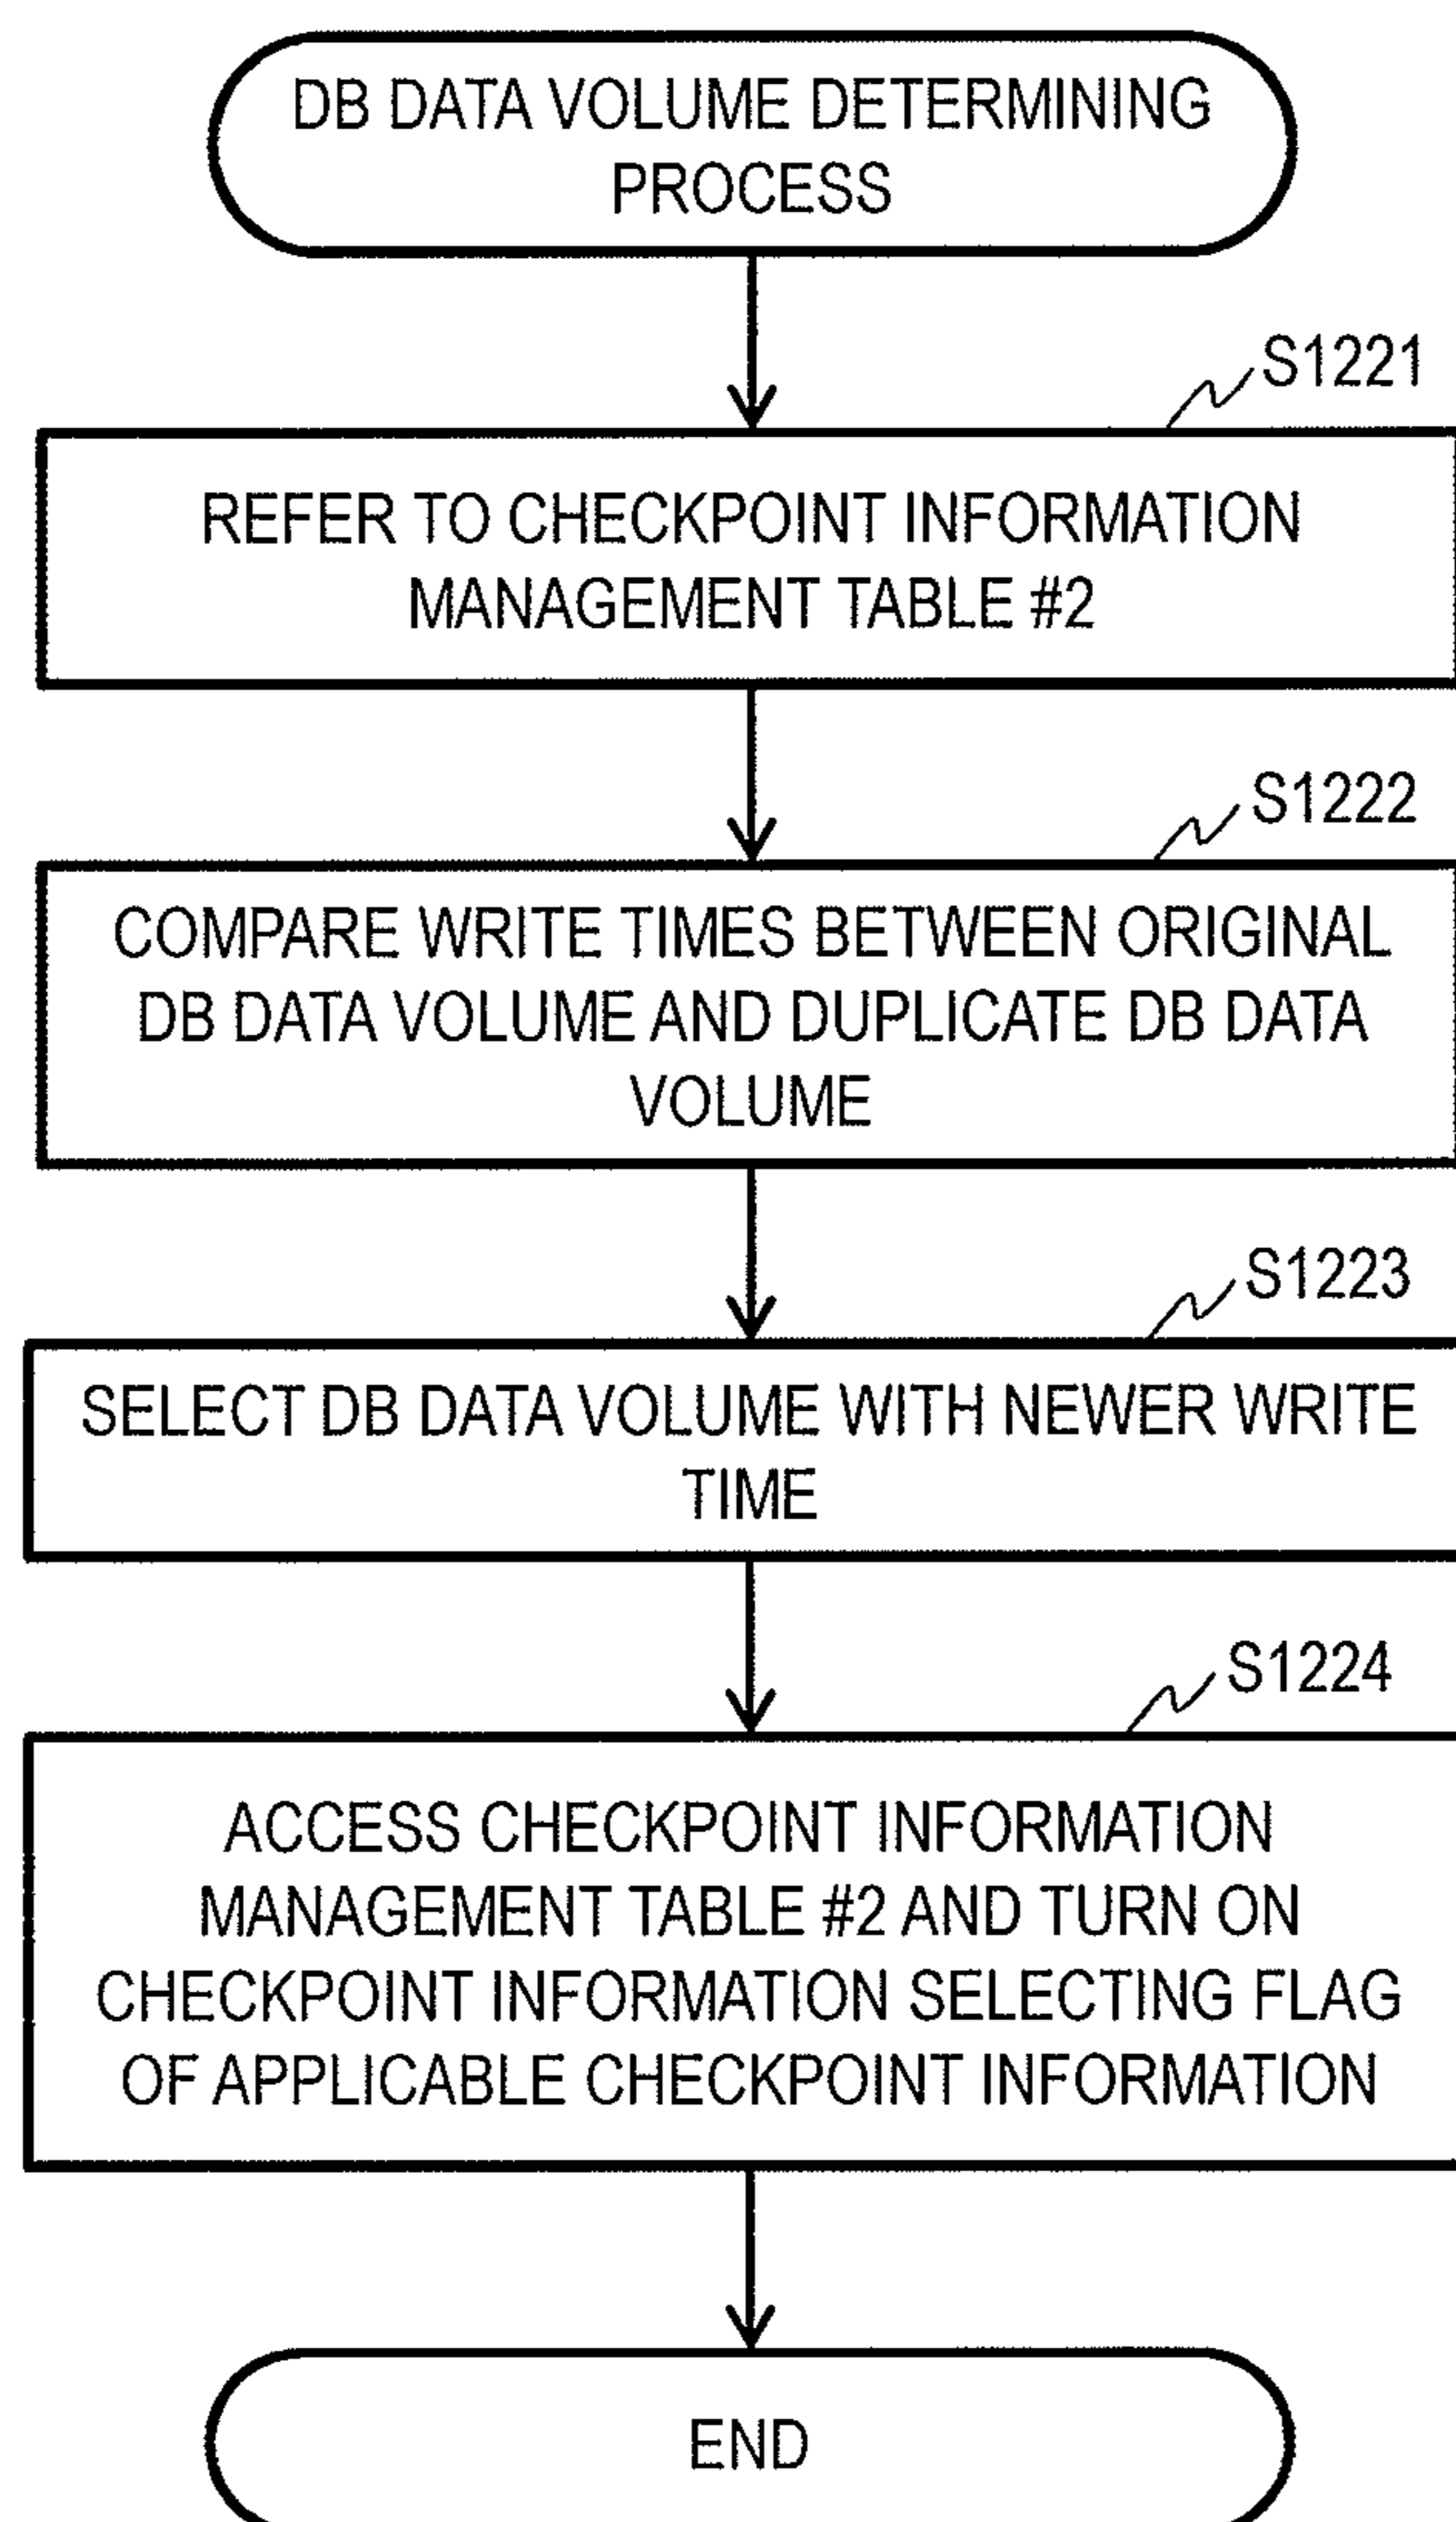 DB DATA VOLUME DETERMINING
PROCESS
S1221
REFER TO CHECKPOINT INFORMATION
MANAGEMENT TABLE #2
S1222
COMPARE WRITE TIMES BETWEEN ORIGINAL
DB DATA VOLUME AND DUPLICATE DB DATA
VOLUME
S1223
SELECT DB DATA VOLUME WITH NEWER WRITE
TIME
S1224
ACCESS CHECKPOINT INFORMATION
MANAGEMENT TABLE #2 AND TURN ON
CHECKPOINT INFORMATION SELECTING FLAG
OF APPLICABLE CHECKPOINT INFORMATION
END